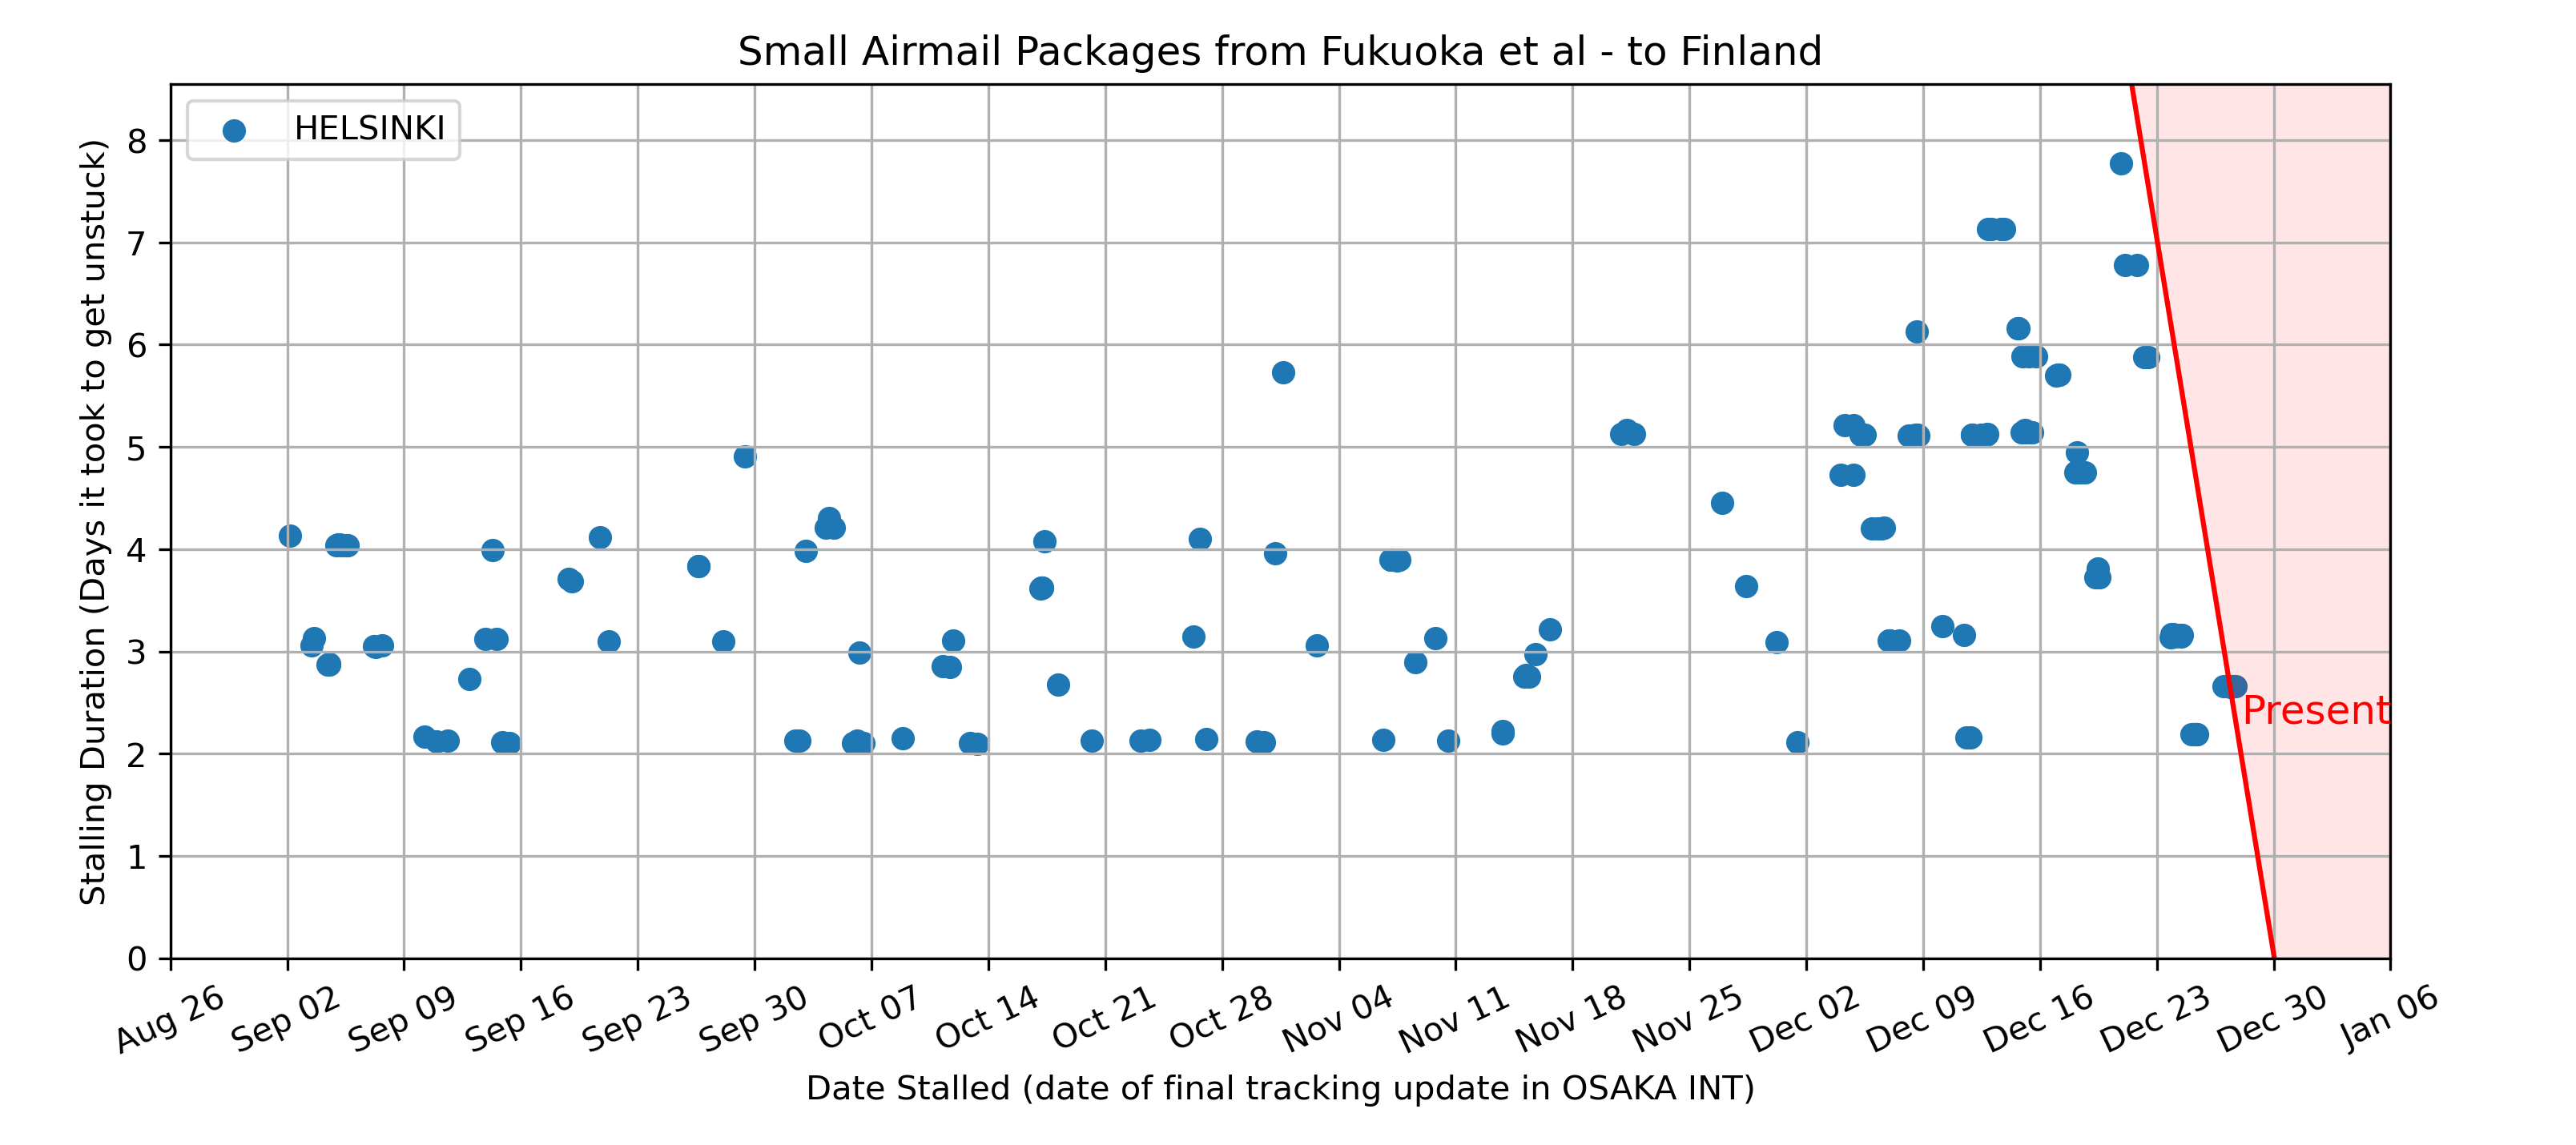 Small Airmail Packages from Fukuoka et al - to Finland
HELSINKI
Stalling Duration (Days it took to get unstuck)
8
7
6
5
4
3
2
1
0
Present
Aug 26
Sep 02
Sep 09
Sep 16
Sep 23
Sep 30
Oct 07
Oct 14
Oct 21
Oct 28
Nov 04
Nov 11
Nov 18
Nov 25
Dec 02
Dec 09
Dec 16
Dec 23
Dec 30
Jan 06
Date Stalled (date of final tracking update in OSAKA INT)